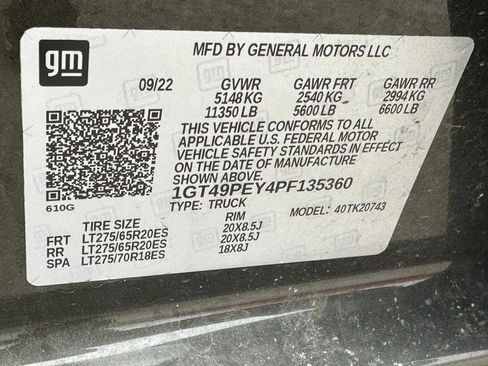 gm
MFD BY GENERAL MOTORS LLC
09/22 GVWR GAWR FRT GAWR RR
5148 KG 2540 KG 2994 KG
11350 LB 5600 LB 6600 LB
THIS VEHICLE CONFORMS TO ALL
APPLICABLE U.S. FEDERAL MOTOR
VEHICLE SAFETY STANDARDS IN EFFECT
ON THE DATE OF MANUFACTURE
SHOWN ABOVE.
1GT49PEY4PF135360
610G
TYPE: TRUCK MODEL: 40TK20743
TIRE SIZE RIM
FRT LT275/65R20ES 20X8.5J
RR LT275/65R20ES 20X8.5J
SPA LT275/70R18ES 18X8J